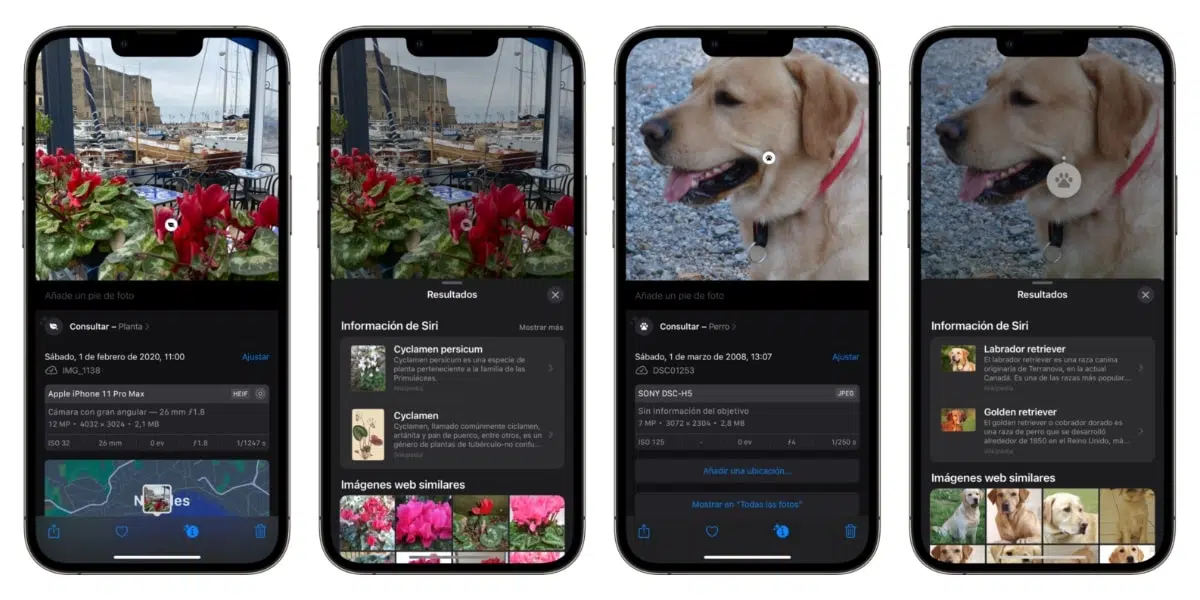 Añade un pie de foto
Consultar – Planta
Sábado, 1 de febrero de 2020, 11:00
Ajustar
IMG_1138
Apple iPhone 11 Pro Max
HEIF
Cámara con gran angular — 26 mm ƒ1.8
12 MP • 4032 × 3024 • 2,1 MB
ISO 32
26 mm
0 ev
ƒ1.8
1/1247 s
Resultados
Información de Siri
Mostrar más
Cyclamen persicum
Cyclamen persicum es una especie de
planta perteneciente a la familia de las
Primuláceas.
Wikipedia
Cyclamen
Cyclamen, llamado comúnmente ciclamen,
artánita y pan de puerco, entre otros, es un
género de plantas de tubérculo-no confu...
Wikipedia
Imágenes web similares
Añade un pie de foto
Consultar – Perro
Sábado, 1 de marzo de 2008, 13:07
Ajustar
DSC01253
SONY DSC-H5
JPEG
Sin información del objetivo
7 MP • 3072 × 2304 • 2,8 MB
ISO 125
-
0 ev
ƒ4
1/250 s
Añadir una ubicación...
Mostrar en "Todas las fotos"
Resultados
Información de Siri
Labrador retriever
El labrador retriever es una raza canina
originaria de Terranova, en la actual
Canadá. Es una de las razas más popular...
Wikipedia
Golden retriever
El golden retriever o cobrador dorado es
una raza de perro que se desarrolló
alrededor de 1850 en el Reino Unido, má...
Wikipedia
Imágenes web similares